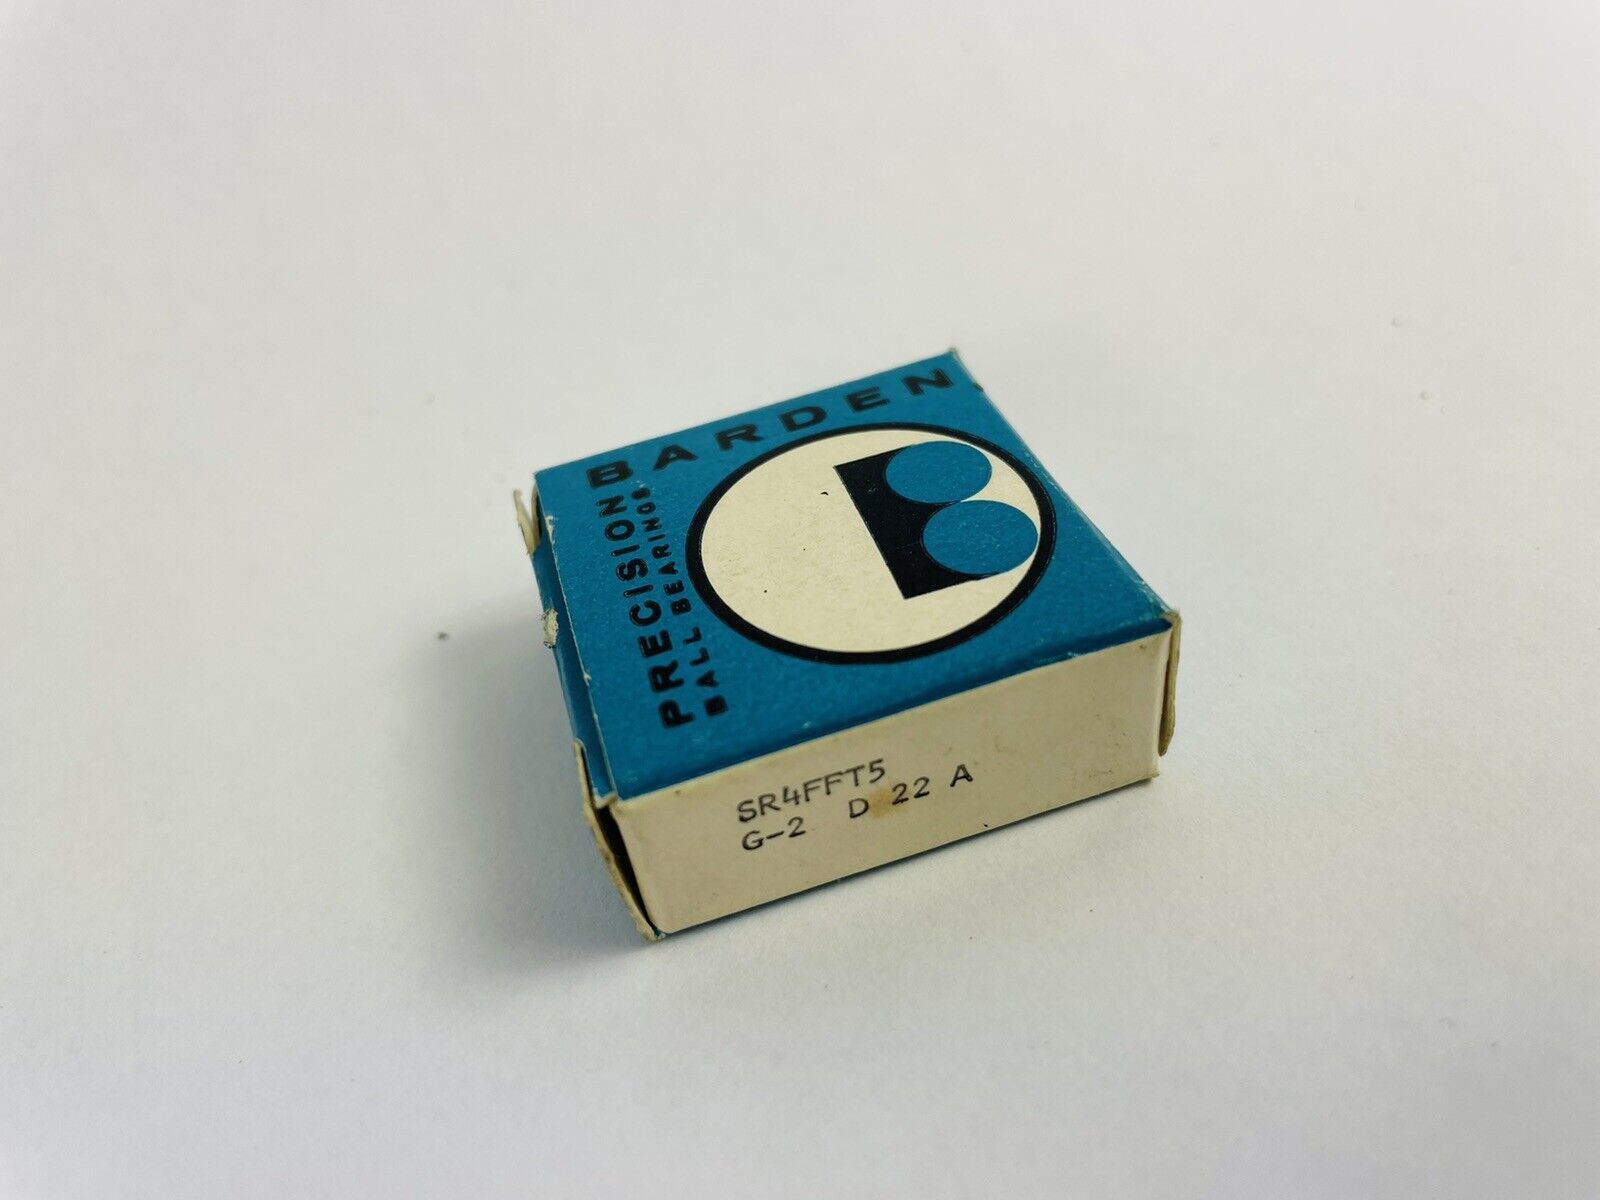 BARDEN
PRECISION
BALL BEARINGS
SR4FFT5
G-2 D 22 A